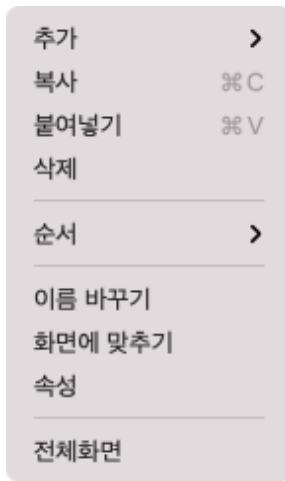 추가
복사 ⌘ C
붙여넣기 ⌘ V
삭제
순서
이름 바꾸기
화면에 맞추기
속성
전체화면